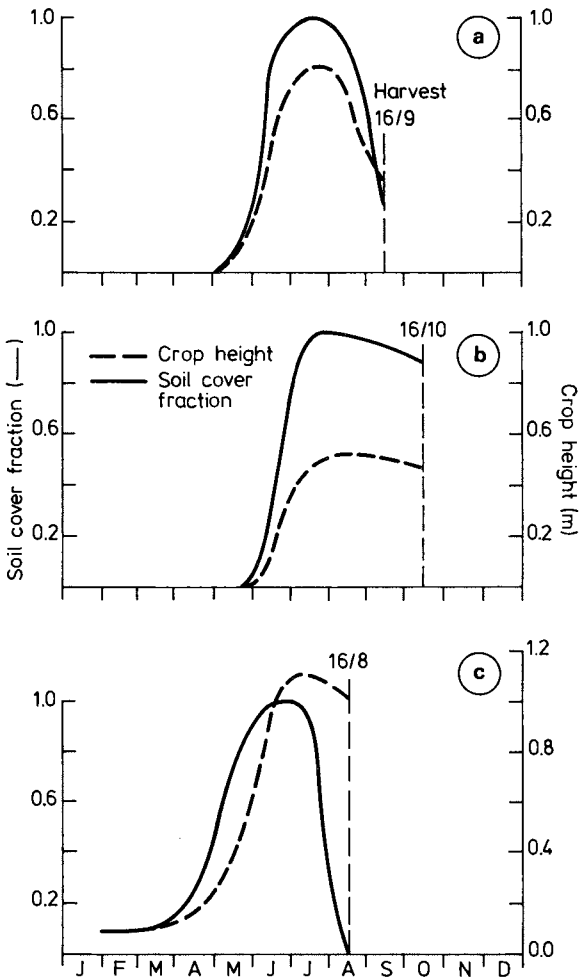 1.0
0.6
0.2
a
Harvest
16/9
1.0
0.6
0.2
1.0
0.6
0.2
Soil cover fraction (—)
Crop height
Soil cover
fraction
16/10
b
1.0
0.6
0.2
Crop height (m)
1.0
0.6
0.2
16/8
c
1.2
0.8
0.4
0.0
J F M A M J J A S O N D